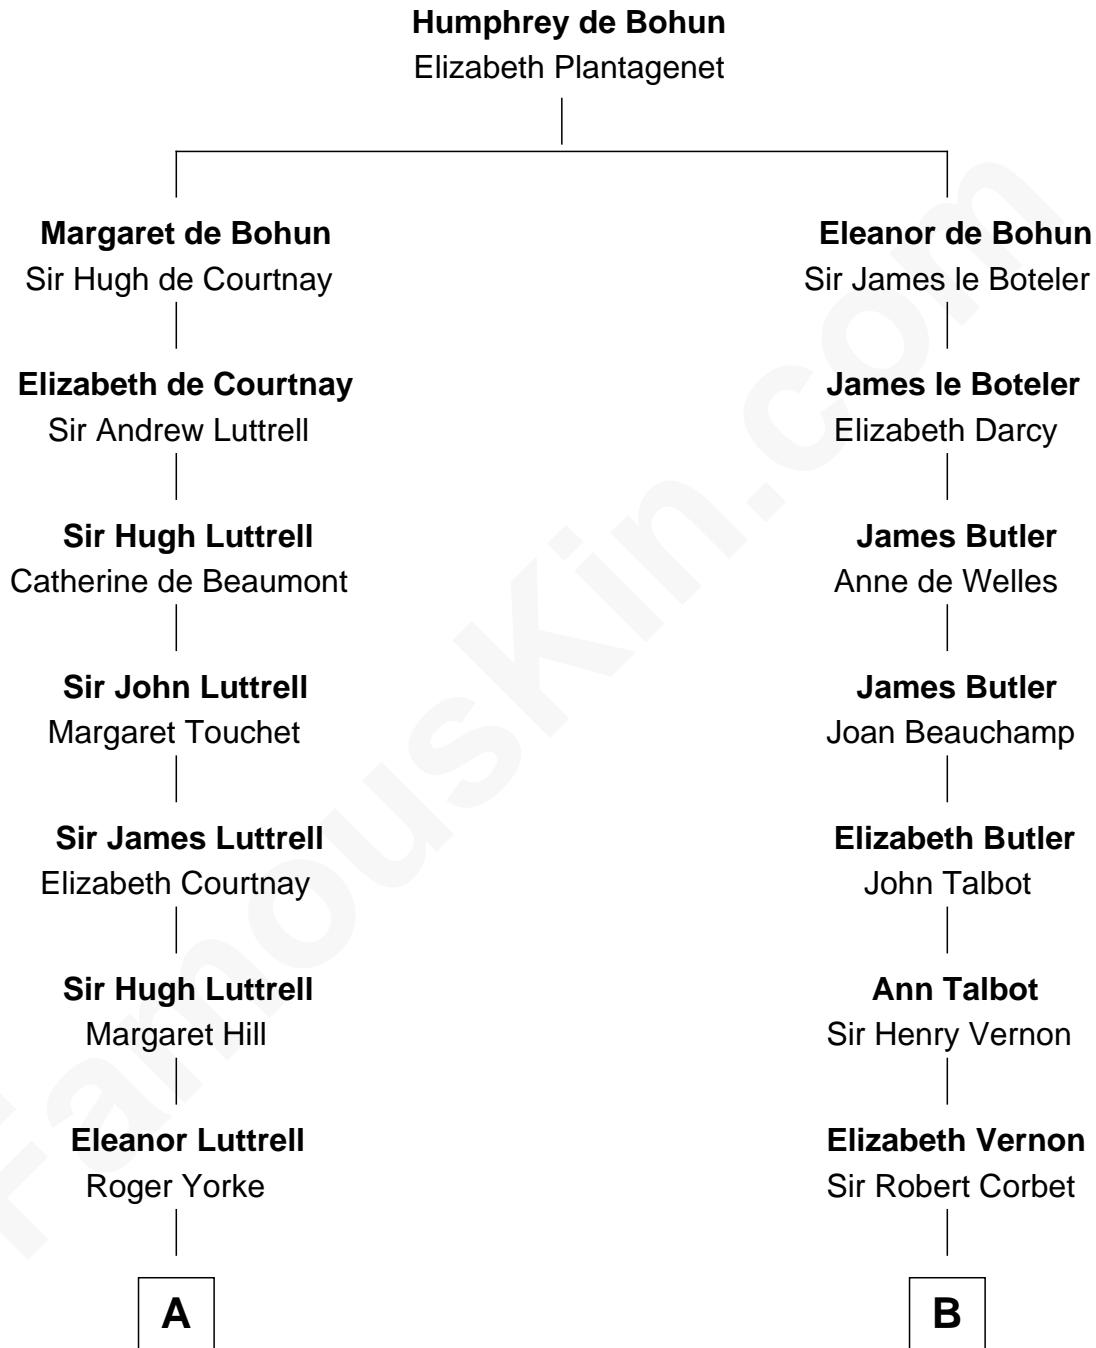 Humphrey de Bohun
Elizabeth Plantagenet
Margaret de Bohun
Sir Hugh de Courtnay
Eleanor de Bohun
Sir James le Boteler
Elizabeth de Courtnay
Sir Andrew Luttrell
James le Boteler
Elizabeth Darcy
Sir Hugh Luttrell
Catherine de Beaumont
James Butler
Anne de Welles
Sir John Luttrell
Margaret Touchet
James Butler
Joan Beauchamp
Sir James Luttrell
Elizabeth Courtnay
Elizabeth Butler
John Talbot
Sir Hugh Luttrell
Margaret Hill
Ann Talbot
Sir Henry Vernon
Eleanor Luttrell
Roger Yorke
Elizabeth Vernon
Sir Robert Corbet
A
B
FamousKin.com